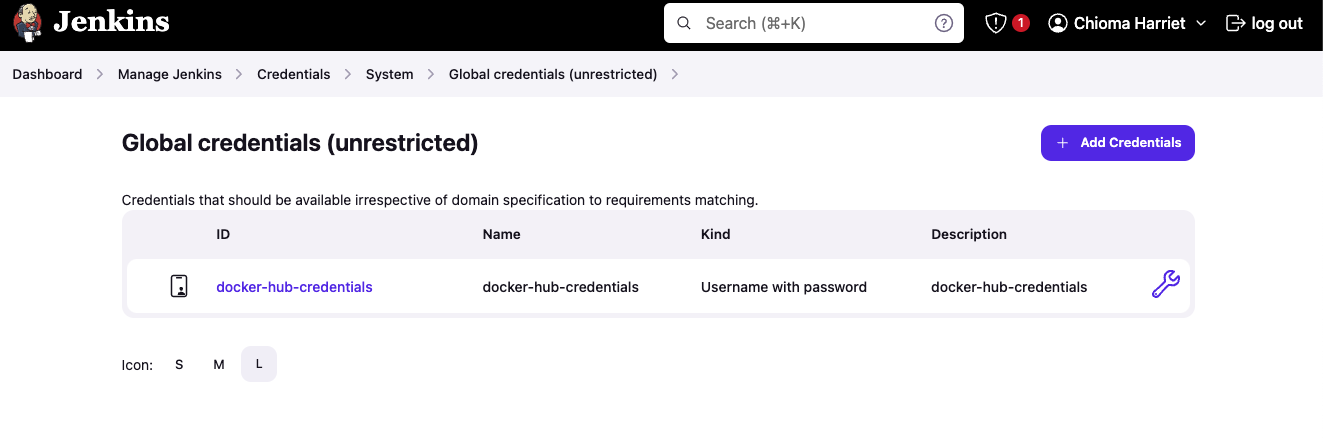 Jenkins
Search (⌘+K)
?
1
Chioma Harriet
log out
Dashboard
Manage Jenkins
Credentials
System
Global credentials (unrestricted)
Global credentials (unrestricted)
+ Add Credentials
Credentials that should be available irrespective of domain specification to requirements matching.
ID Name Kind Description
docker-hub-credentials docker-hub-credentials Username with password docker-hub-credentials
Icon: S M L